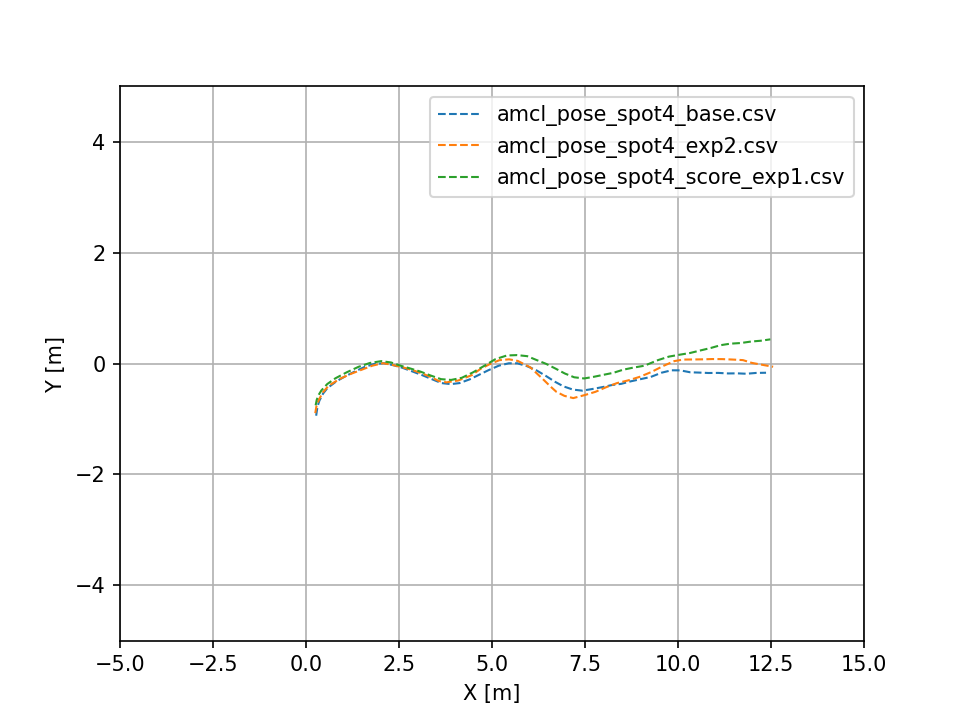 amcl_pose_spot4_base.csv
amcl_pose_spot4_exp2.csv
amcl_pose_spot4_score_exp1.csv
4
2
0
−2
−4
Y [m]
−5.0 −2.5 0.0 2.5 5.0 7.5 10.0 12.5 15.0
X [m]